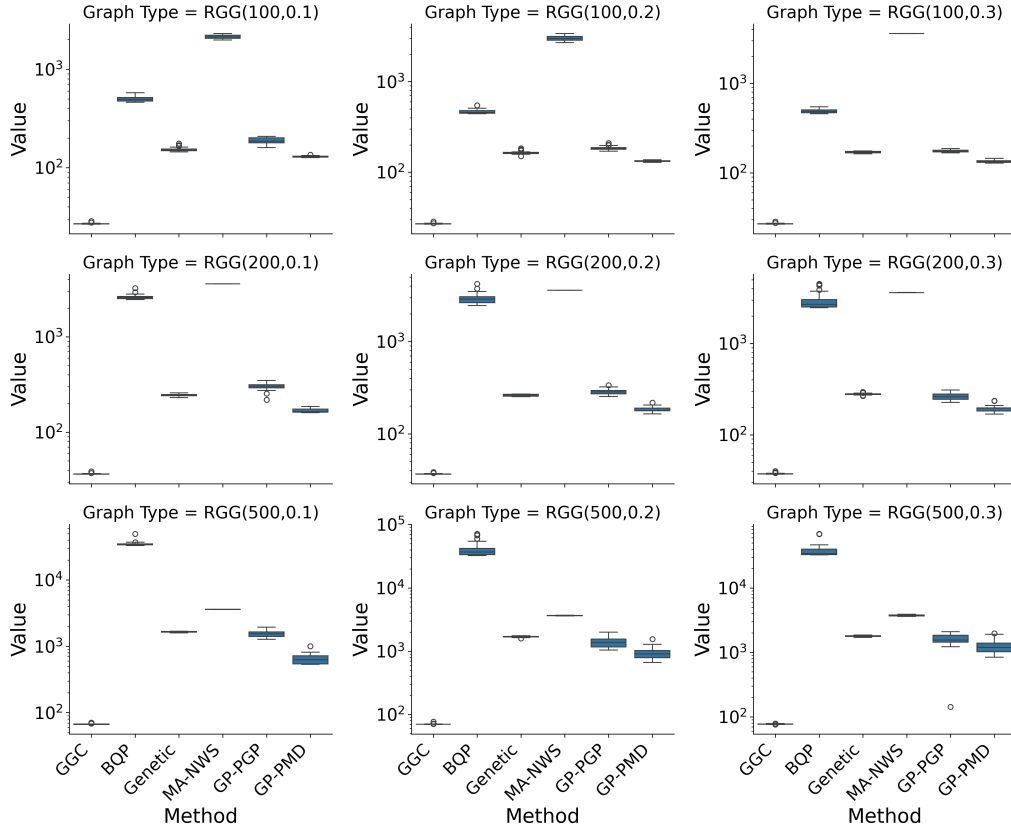 Graph Type = RGG(100,0.1)
Graph Type = RGG(100,0.2)
Graph Type = RGG(100,0.3)
Value
10^3
10^2
Value
10^3
10^2
Value
10^3
10^2
Graph Type = RGG(200,0.1)
Graph Type = RGG(200,0.2)
Graph Type = RGG(200,0.3)
Value
10^3
10^2
Value
10^3
10^2
Value
10^3
10^2
Graph Type = RGG(500,0.1)
Graph Type = RGG(500,0.2)
Graph Type = RGG(500,0.3)
Value
10^4
10^3
10^2
Value
10^5
10^4
10^3
10^2
Value
10^4
10^3
10^2
GGC
BQP
Genetic
MA-NWS
GP-PGP
GP-PMD
GGC
BQP
Genetic
MA-NWS
GP-PGP
GP-PMD
GGC
BQP
Genetic
MA-NWS
GP-PGP
GP-PMD
Method
Method
Method